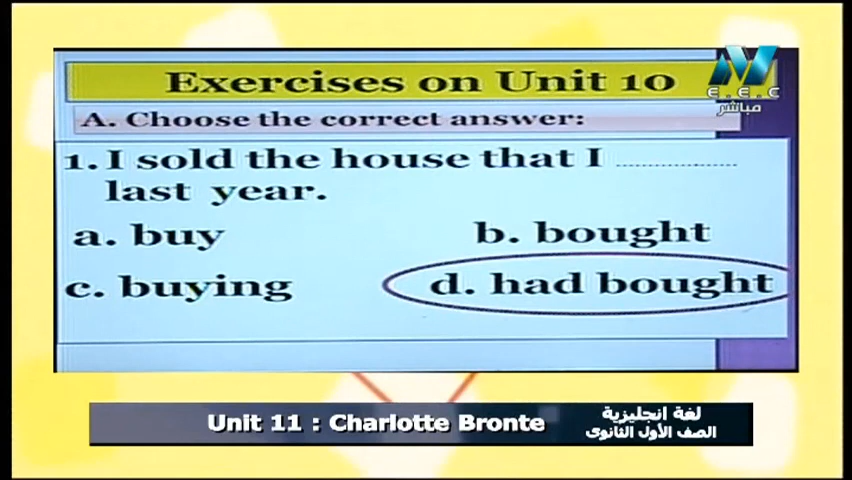 Exercises on Unit 10
E.E.C
مباشر
A. Choose the correct answer:
1. I sold the house that I ....................
last year.
a. buy
b. bought
c. buying
d. had bought
Unit 11 : Charlotte Bronte
لغة انجليزية
الصف الأول الثانوى